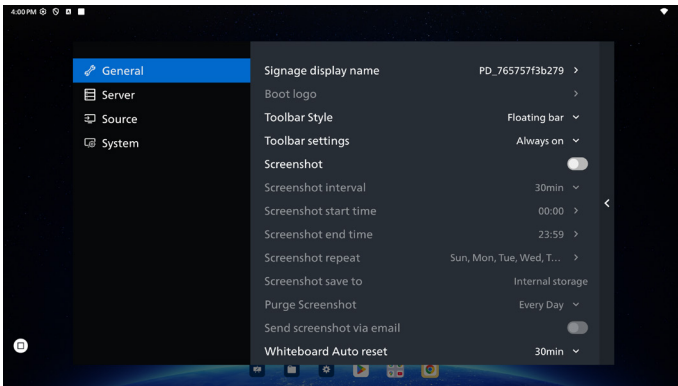 4:00 PM
General
Server
Source
System
Signage display name PD_765757f3b279
Boot logo
Toolbar Style Floating bar
Toolbar settings Always on
Screenshot
Screenshot interval 30min
Screenshot start time 00:00
Screenshot end time 23:59
Screenshot repeat Sun, Mon, Tue, Wed, T...
Screenshot save to Internal storage
Purge Screenshot Every Day
Send screenshot via email
Whiteboard Auto reset 30min